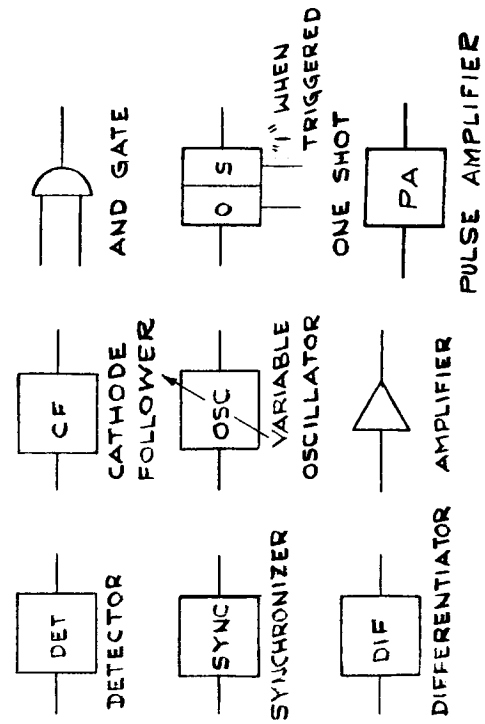 DET
DETECTOR
CF
CATHODE
FOLLOWER
AND GATE
SYNC
SYNCHRONIZER
OSC
VARIABLE
OSCILLATOR
O S
"1" WHEN
TRIGGERED
ONE SHOT
DIF
DIFFERENTIATOR
AMPLIFIER
PA
PULSE AMPLIFIER